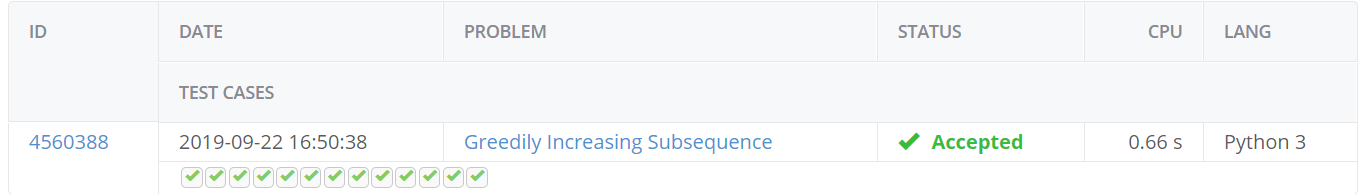 ID DATE PROBLEM STATUS CPU LANG
TEST CASES
4560388 2019-09-22 16:50:38 Greedily Increasing Subsequence Accepted 0.66 s Python 3